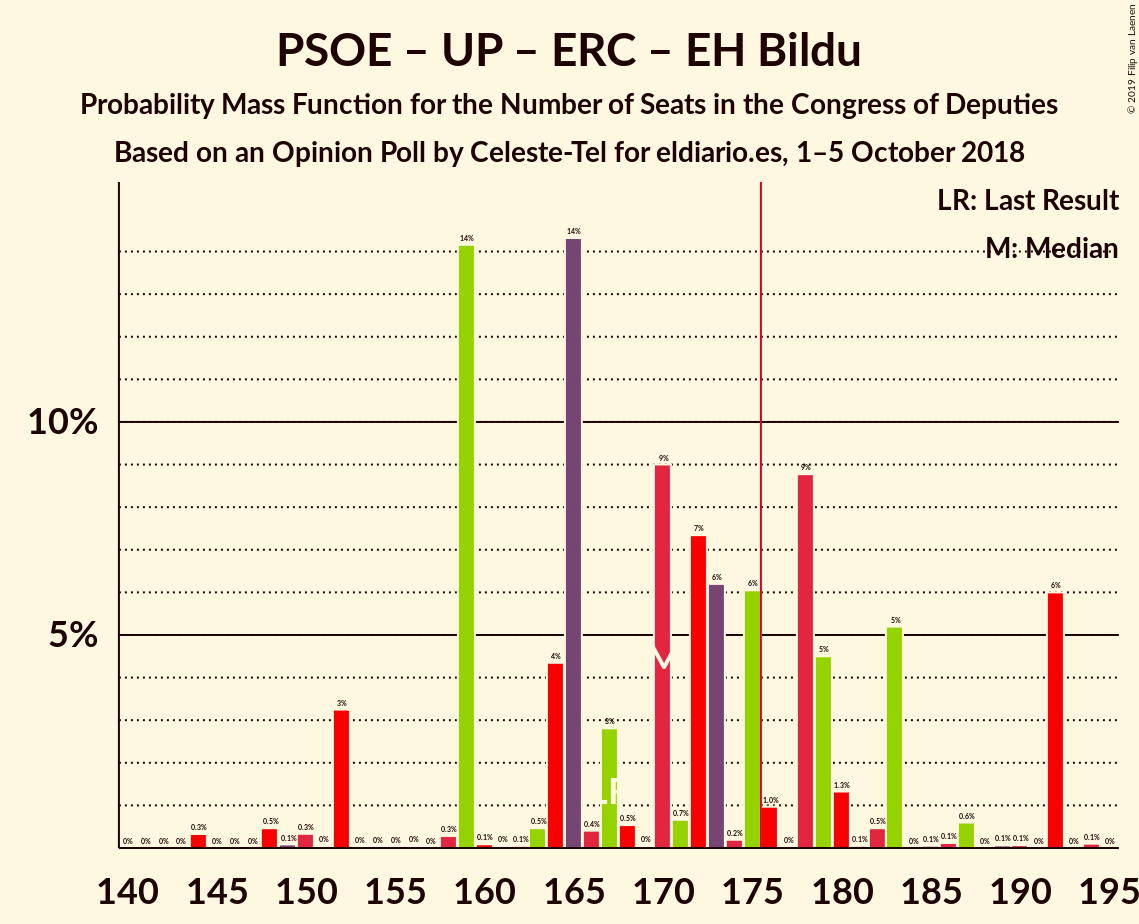 PSOE – UP – ERC – EH Bildu
Probability Mass Function for the Number of Seats in the Congress of Deputies
Based on an Opinion Poll by Celeste-Tel for eldiario.es, 1–5 October 2018
© 2019 Filip van Laenen
LR: Last Result
M: Median
10%
5%
0% 0% 0% 0% 0.3% 0% 0% 0% 0.5% 0.1% 0.3% 0% 3% 0% 0% 0% 0% 0% 0.3% 14% 0.1% 0% 0.1% 0.5% 4% 14% 0.4% 3% 0.5% 0% 9% 0.7% 7% 6% 0.2% 6% 1.0% 0% 9% 5% 1.3% 0.1% 0.5% 5% 0% 0.1% 0.1% 0.6% 0% 0.1% 0.1% 0% 6% 0% 0.1% 0%
140 145 150 155 160 165 170 175 180 185 190 195